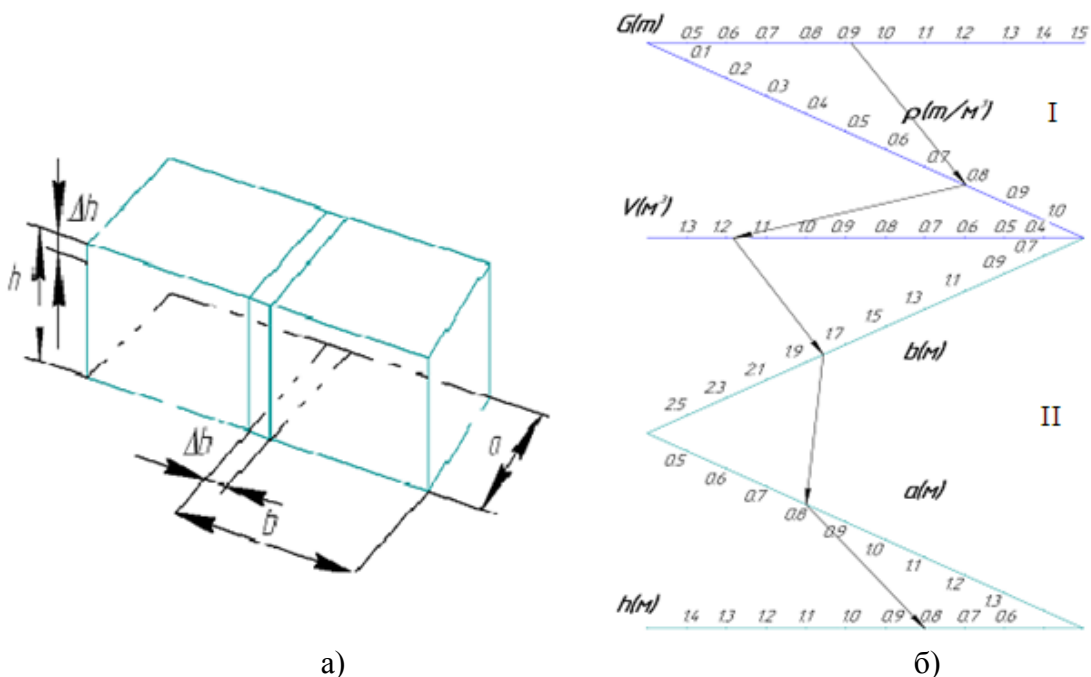 Δh
h
Δb
b
a
а)
G(т)
0.5 0.6 0.7 0.8 0.9 1.0 1.1 1.2 1.3 1.4 1.5
0.1
0.2
0.3
0.4
0.5
0.6
0.7
0.8
0.9
1.0
ρ(т/м³)
I
V(м³)
1.3 1.2 1.1 1.0 0.9 0.8 0.7 0.6 0.5 0.4
0.7
0.9
1.1
1.3
1.5
1.7
1.9
2.1
2.3
2.5
b(м)
II
0.5
0.6
0.7
0.8
0.9
1.0
1.1
1.2
1.3
a(м)
h(м)
1.4 1.3 1.2 1.1 1.0 0.9 0.8 0.7 0.6
б)